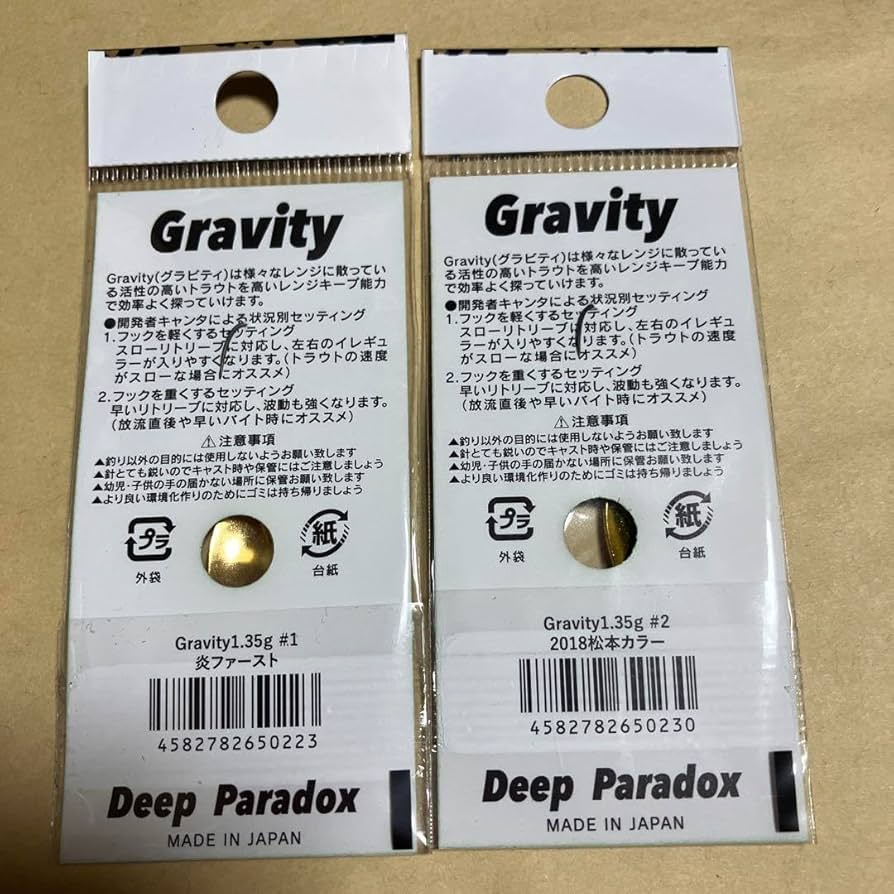 Gravity
Gravity(グラビティ)は様々なレンジに散ってい
る活性の高いトラウトを高いレンジキープ能力
で効率よく探っていけます。
●開発者キャンタによる状況別セッティング
1.フックを軽くするセッティング
スローリトリーブに対応し、左右のイレギュ
ラーが入りやすくなります。(トラウトの速度
がスローな場合にオススメ)
2.フックを重くするセッティング
早いリトリーブに対応し、波動も強くなります。
(放流直後や早いバイト時にオススメ)
⚠注意事項
▲釣り以外の目的には使用しないようお願い致します
▲針とても鋭いのでキャスト時や保管にはご注意しましょう
▲幼児・子供の手の届かない場所に保管お願い致します
▲より良い環境化作りのためにゴミは持ち帰りましょう
プラ
外袋
紙
台紙
Gravity1.35g #1
炎ファースト
4582782650223
Deep Paradox
MADE IN JAPAN
Gravity
Gravity(グラビティ)は様々なレンジに散ってい
る活性の高いトラウトを高いレンジキープ能力
で効率よく探っていけます。
●開発者キャンタによる状況別セッティング
1.フックを軽くするセッティング
スローリトリーブに対応し、左右のイレギュ
ラーが入りやすくなります。(トラウトの速度
がスローな場合にオススメ)
2.フックを重くするセッティング
早いリトリーブに対応し、波動も強くなります。
(放流直後や早いバイト時にオススメ)
⚠注意事項
▲釣り以外の目的には使用しないようお願い致します
▲針とても鋭いのでキャスト時や保管にはご注意しましょう
▲幼児・子供の手の届かない場所に保管お願い致します
▲より良い環境化作りのためにゴミは持ち帰りましょう
プラ
外袋
紙
台紙
Gravity1.35g #2
2018松本カラー
4582782650230
Deep Paradox
MADE IN JAPAN